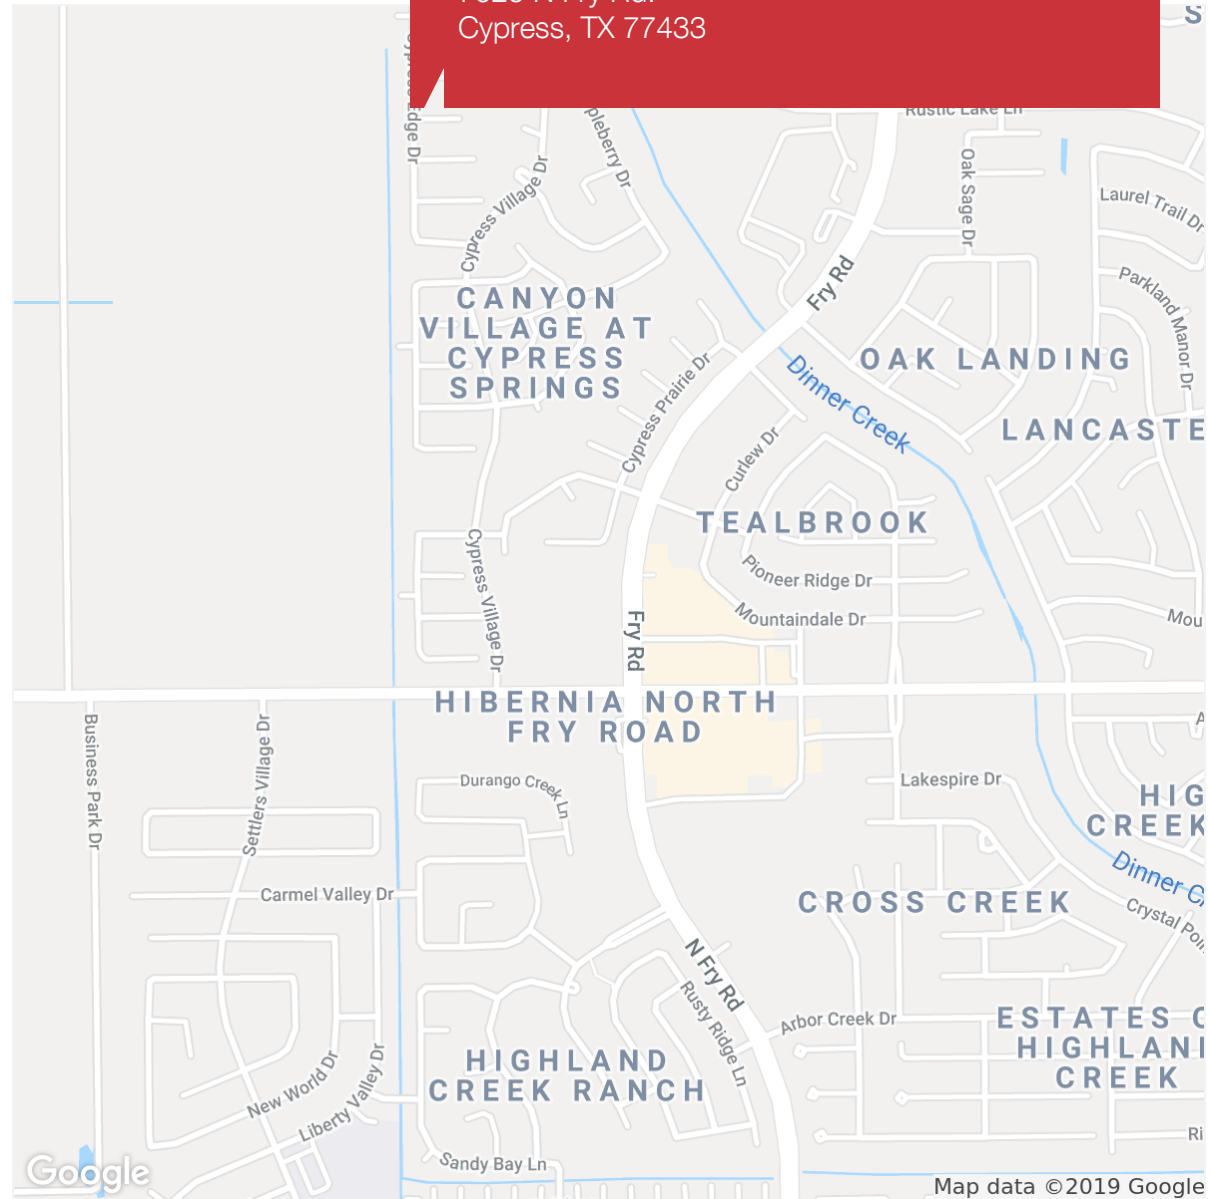 Cypress, TX 77433
Rustic Lake Ln
Edge Dr
Cypress Village Dr
Oak Sage Dr
Laurel Trail Dr
Parkland Manor Dr
Fry Rd
CANYON
VILLAGE AT
CYPRESS
SPRINGS
OAK LANDING
Dinner Creek
Cypress Prairie Dr
LANCASTE
Curlew Dr
TEALBROOK
Cypress Village Dr
Pioneer Ridge Dr
Mountaindale Dr
Mou
Fry Rd
HIBERNIA NORTH
FRY ROAD
Business Park Dr
Settlers Village Dr
Durango Creek Ln
Lakespire Dr
HIG
CREEK
Dinner C
Carmel Valley Dr
CROSS CREEK
Crystal Poi
N Fry Rd
Rusty Ridge Ln
Arbor Creek Dr
ESTATES O
HIGHLAN
CREEK
HIGHLAND
CREEK RANCH
New World Dr
Liberty Valley Dr
Ri
Sandy Bay Ln
Google
Map data ©2019 Google